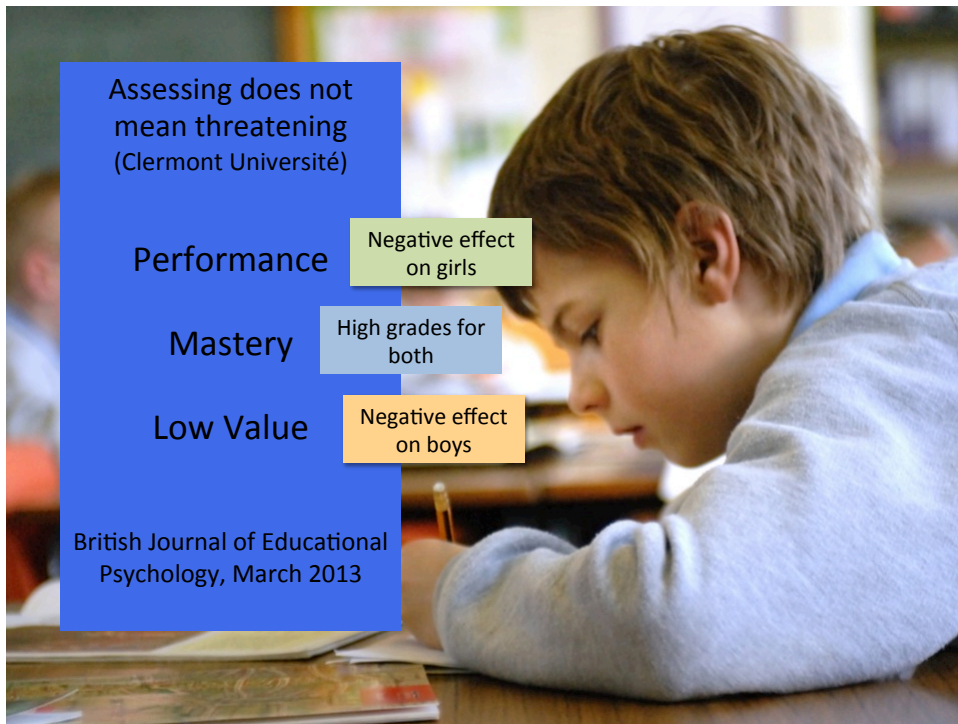 Assessing does not
mean threatening
(Clermont Université)
Performance
Negative effect
on girls
Mastery
High grades for
both
Low Value
Negative effect
on boys
British Journal of Educational
Psychology, March 2013